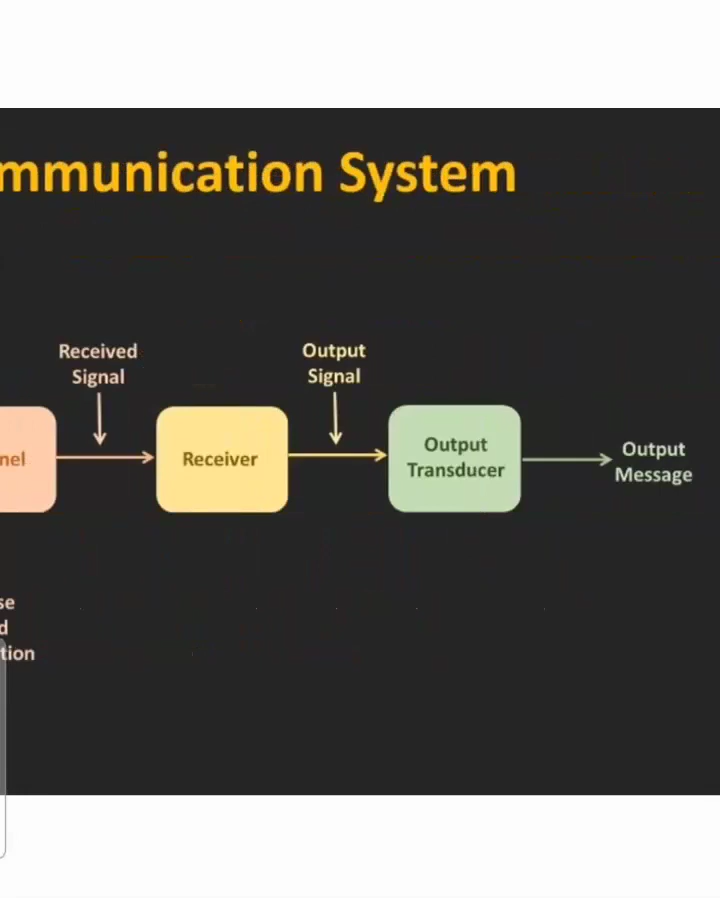 mmunication System
Received
Signal
Output
Signal
nel
Receiver
Output
Transducer
Output
Message
se
d
tion